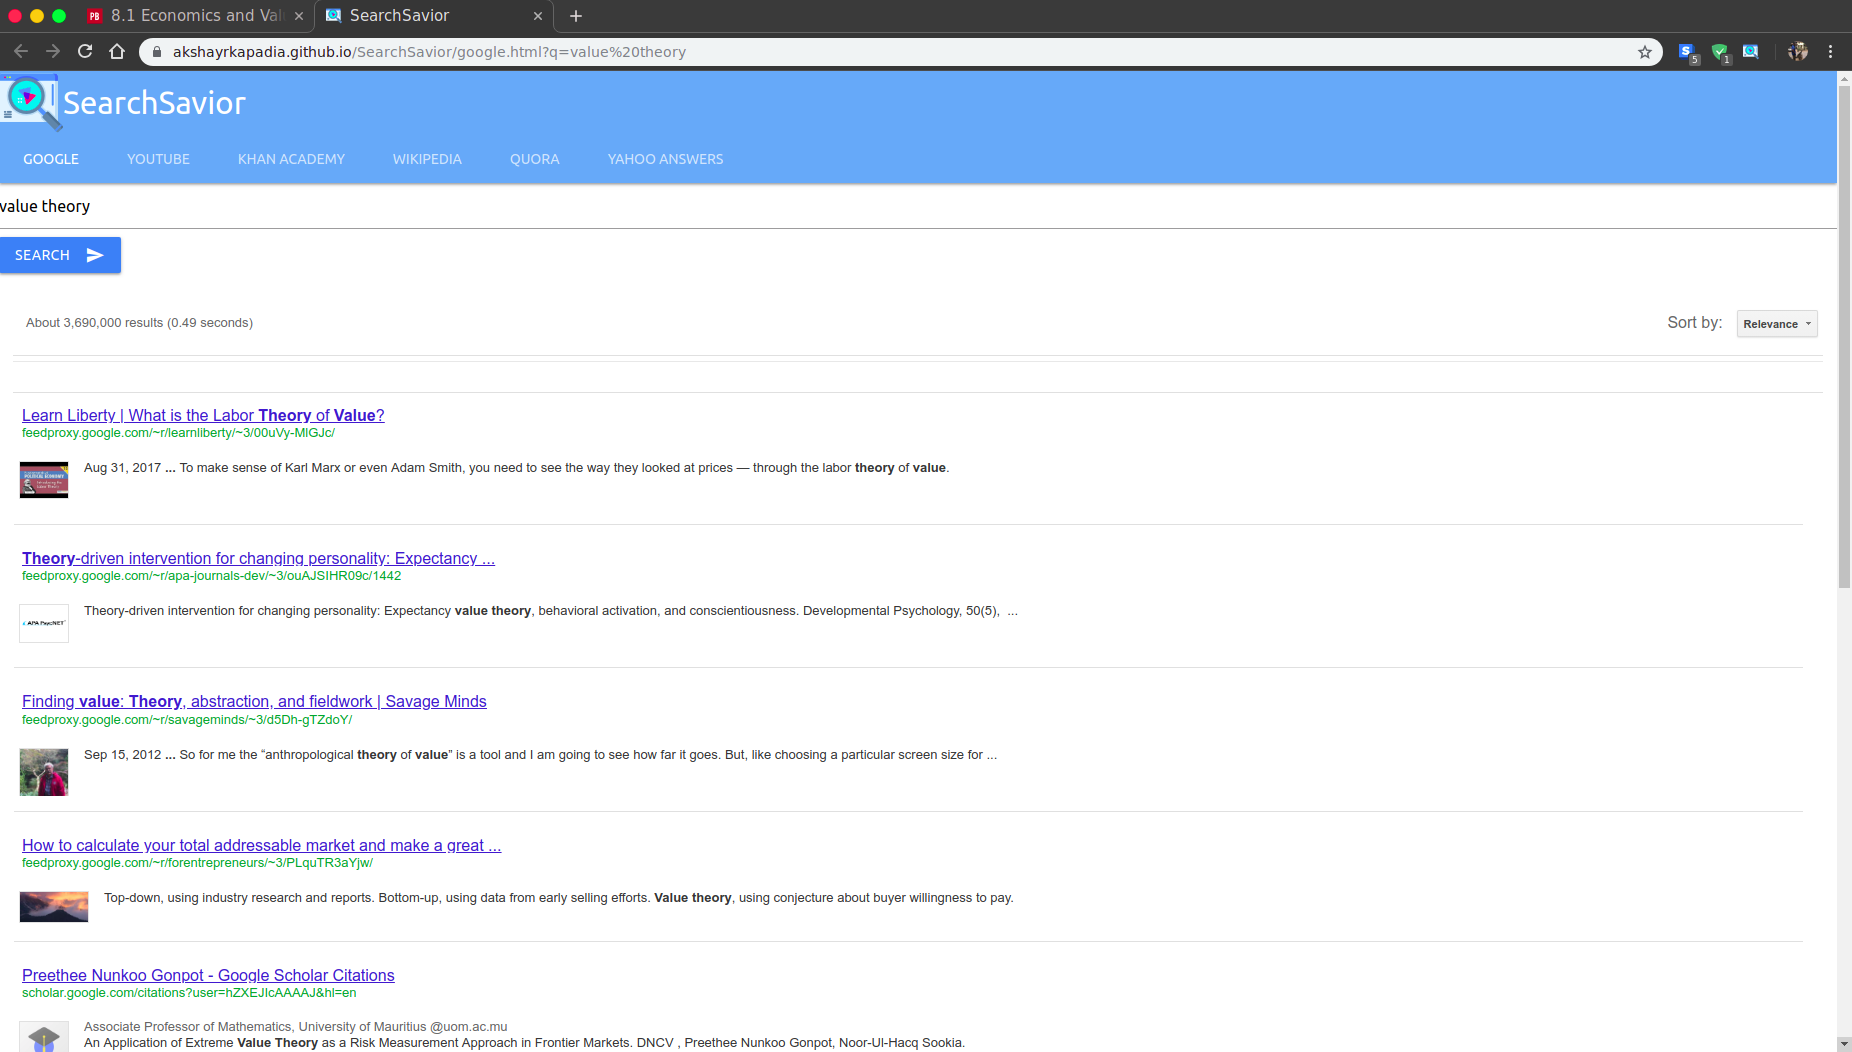 8.1 Economics and Val
SearchSavior
akshayrkapadia.github.io/SearchSavior/google.html?q=value%20theory
5
1
SearchSavior
GOOGLE
YOUTUBE
KHAN ACADEMY
WIKIPEDIA
QUORA
YAHOO ANSWERS
value theory
SEARCH
About 3,690,000 results (0.49 seconds)
Sort by:
Relevance
Learn Liberty | What is the Labor Theory of Value?
feedproxy.google.com/~r/learnliberty/~3/00uVy-MIGJc/
Aug 31, 2017 ... To make sense of Karl Marx or even Adam Smith, you need to see the way they looked at prices — through the labor theory of value.
Theory-driven intervention for changing personality: Expectancy ...
feedproxy.google.com/~r/apa-journals-dev/~3/ouAJSIHR09c/1442
APA PsycNET
Theory-driven intervention for changing personality: Expectancy value theory, behavioral activation, and conscientiousness. Developmental Psychology, 50(5), ...
Finding value: Theory, abstraction, and fieldwork | Savage Minds
feedproxy.google.com/~r/savageminds/~3/d5Dh-gTZdoY/
Sep 15, 2012 ... So for me the “anthropological theory of value” is a tool and I am going to see how far it goes. But, like choosing a particular screen size for ...
How to calculate your total addressable market and make a great ...
feedproxy.google.com/~r/forentrepreneurs/~3/PLquTR3aYjw/
Top-down, using industry research and reports. Bottom-up, using data from early selling efforts. Value theory, using conjecture about buyer willingness to pay.
Preethee Nunkoo Gonpot - Google Scholar Citations
scholar.google.com/citations?user=hZXEJIcAAAAJ&hl=en
Associate Professor of Mathematics, University of Mauritius @uom.ac.mu
An Application of Extreme Value Theory as a Risk Measurement Approach in Frontier Markets. DNCV , Preethee Nunkoo Gonpot, Noor-Ul-Hacq Sookia.